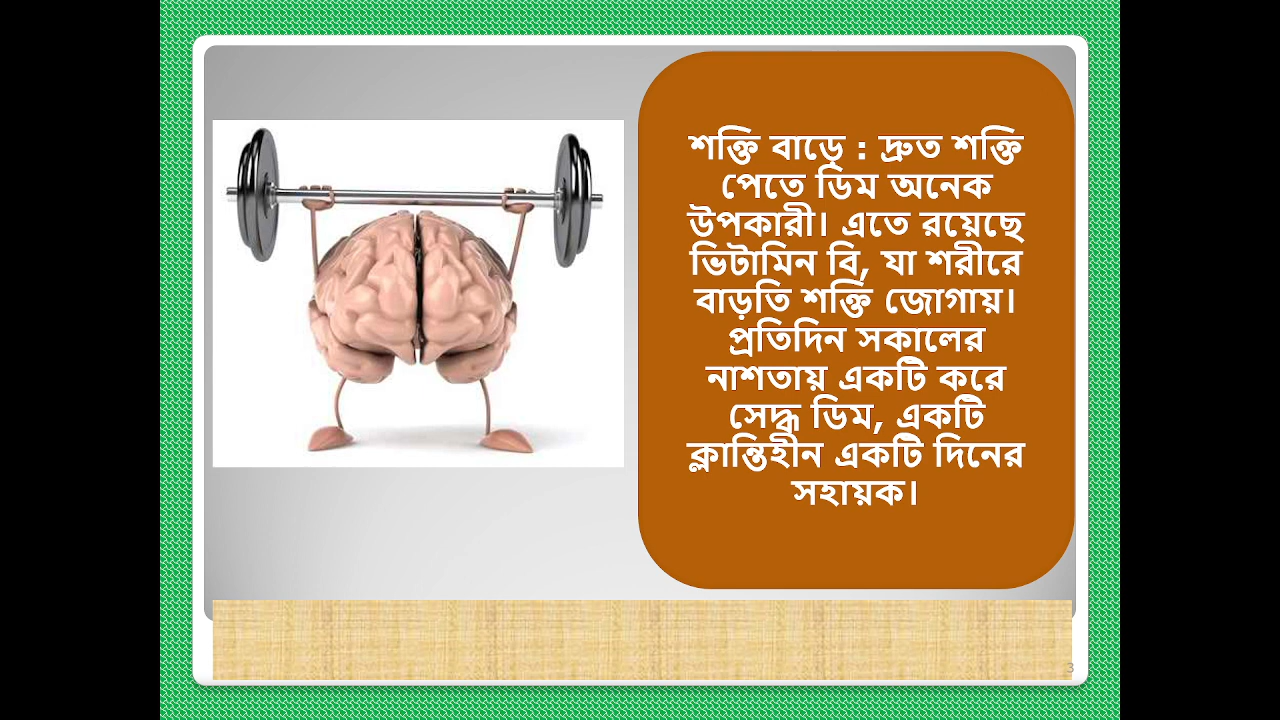 শক্তি বাড়ে : দ্রুত শক্তি
পেতে ডিম অনেক
উপকারী। এতে রয়েছে
ভিটামিন বি, যা শরীরে
বাড়তি শক্তি জোগায়।
প্রতিদিন সকালের
নাশতায় একটি করে
সেদ্ধ ডিম, একটি
ক্লান্তিহীন একটি দিনের
সহায়ক।
3